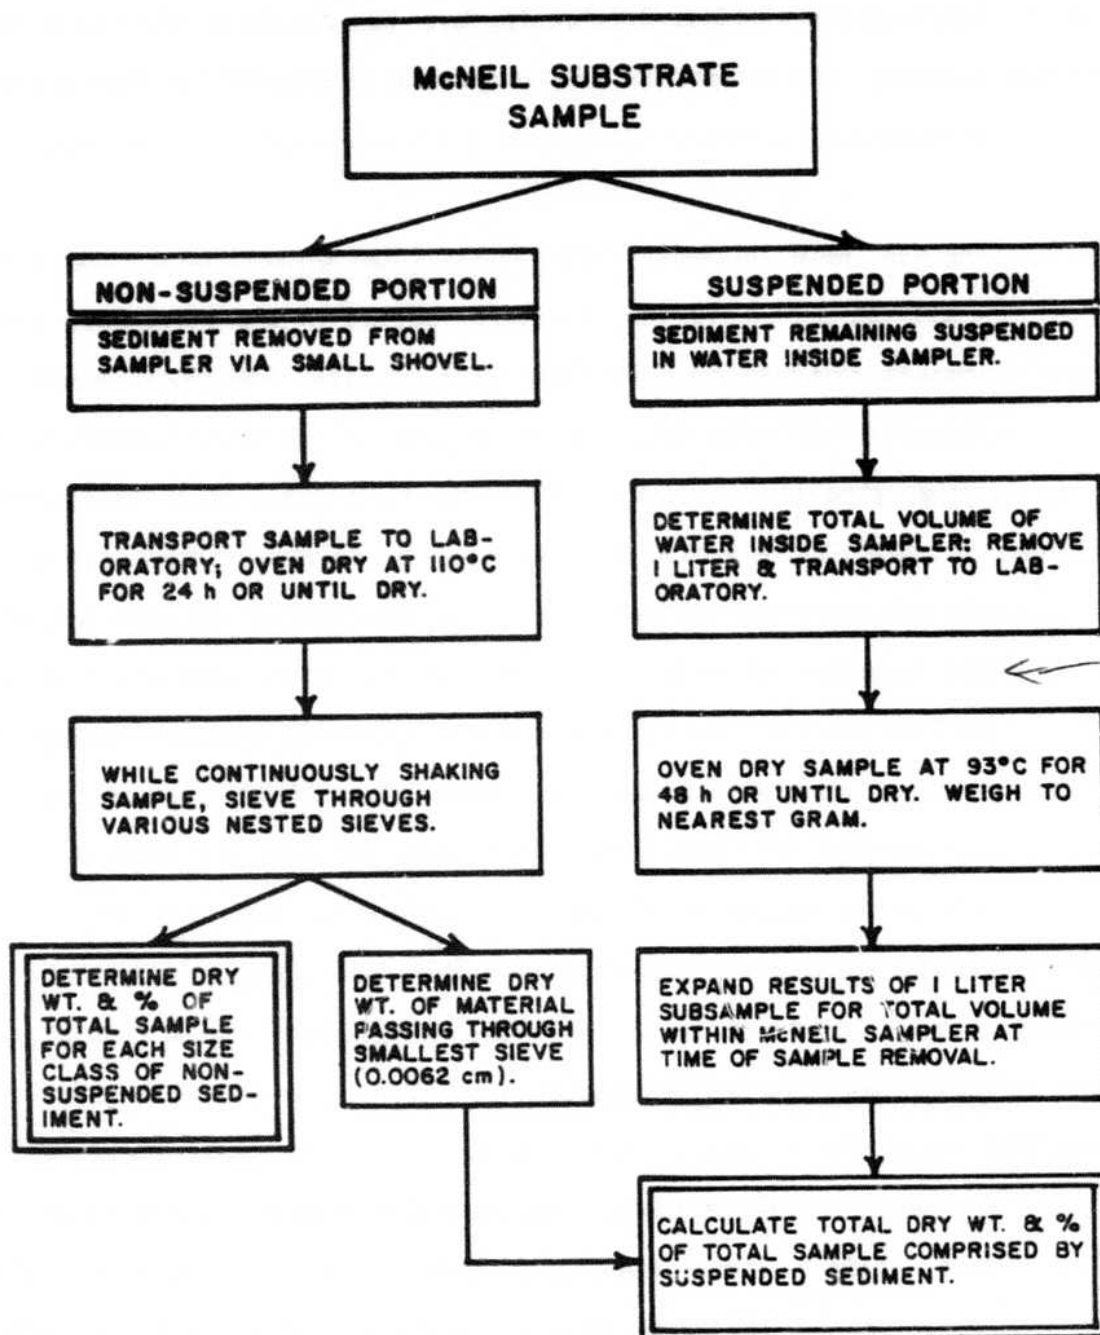 McNEIL SUBSTRATE
SAMPLE
NON-SUSPENDED PORTION
SEDIMENT REMOVED FROM
SAMPLER VIA SMALL SHOVEL.
SUSPENDED PORTION
SEDIMENT REMAINING SUSPENDED
IN WATER INSIDE SAMPLER.
TRANSPORT SAMPLE TO LAB-
ORATORY; OVEN DRY AT 110°C
FOR 24 h OR UNTIL DRY.
DETERMINE TOTAL VOLUME OF
WATER INSIDE SAMPLER: REMOVE
1 LITER & TRANSPORT TO LAB-
ORATORY.
WHILE CONTINUOUSLY SHAKING
SAMPLE, SIEVE THROUGH
VARIOUS NESTED SIEVES.
OVEN DRY SAMPLE AT 93°C FOR
48 h OR UNTIL DRY. WEIGH TO
NEAREST GRAM.
DETERMINE DRY
WT. & % OF
TOTAL SAMPLE
FOR EACH SIZE
CLASS OF NON-
SUSPENDED SED-
IMENT.
DETERMINE DRY
WT. OF MATERIAL
PASSING THROUGH
SMALLEST SIEVE
(0.0062 cm).
EXPAND RESULTS OF 1 LITER
SUBSAMPLE FOR TOTAL VOLUME
WITHIN McNEIL SAMPLER AT
TIME OF SAMPLE REMOVAL.
CALCULATE TOTAL DRY WT. & %
OF TOTAL SAMPLE COMPRISED BY
SUSPENDED SEDIMENT.